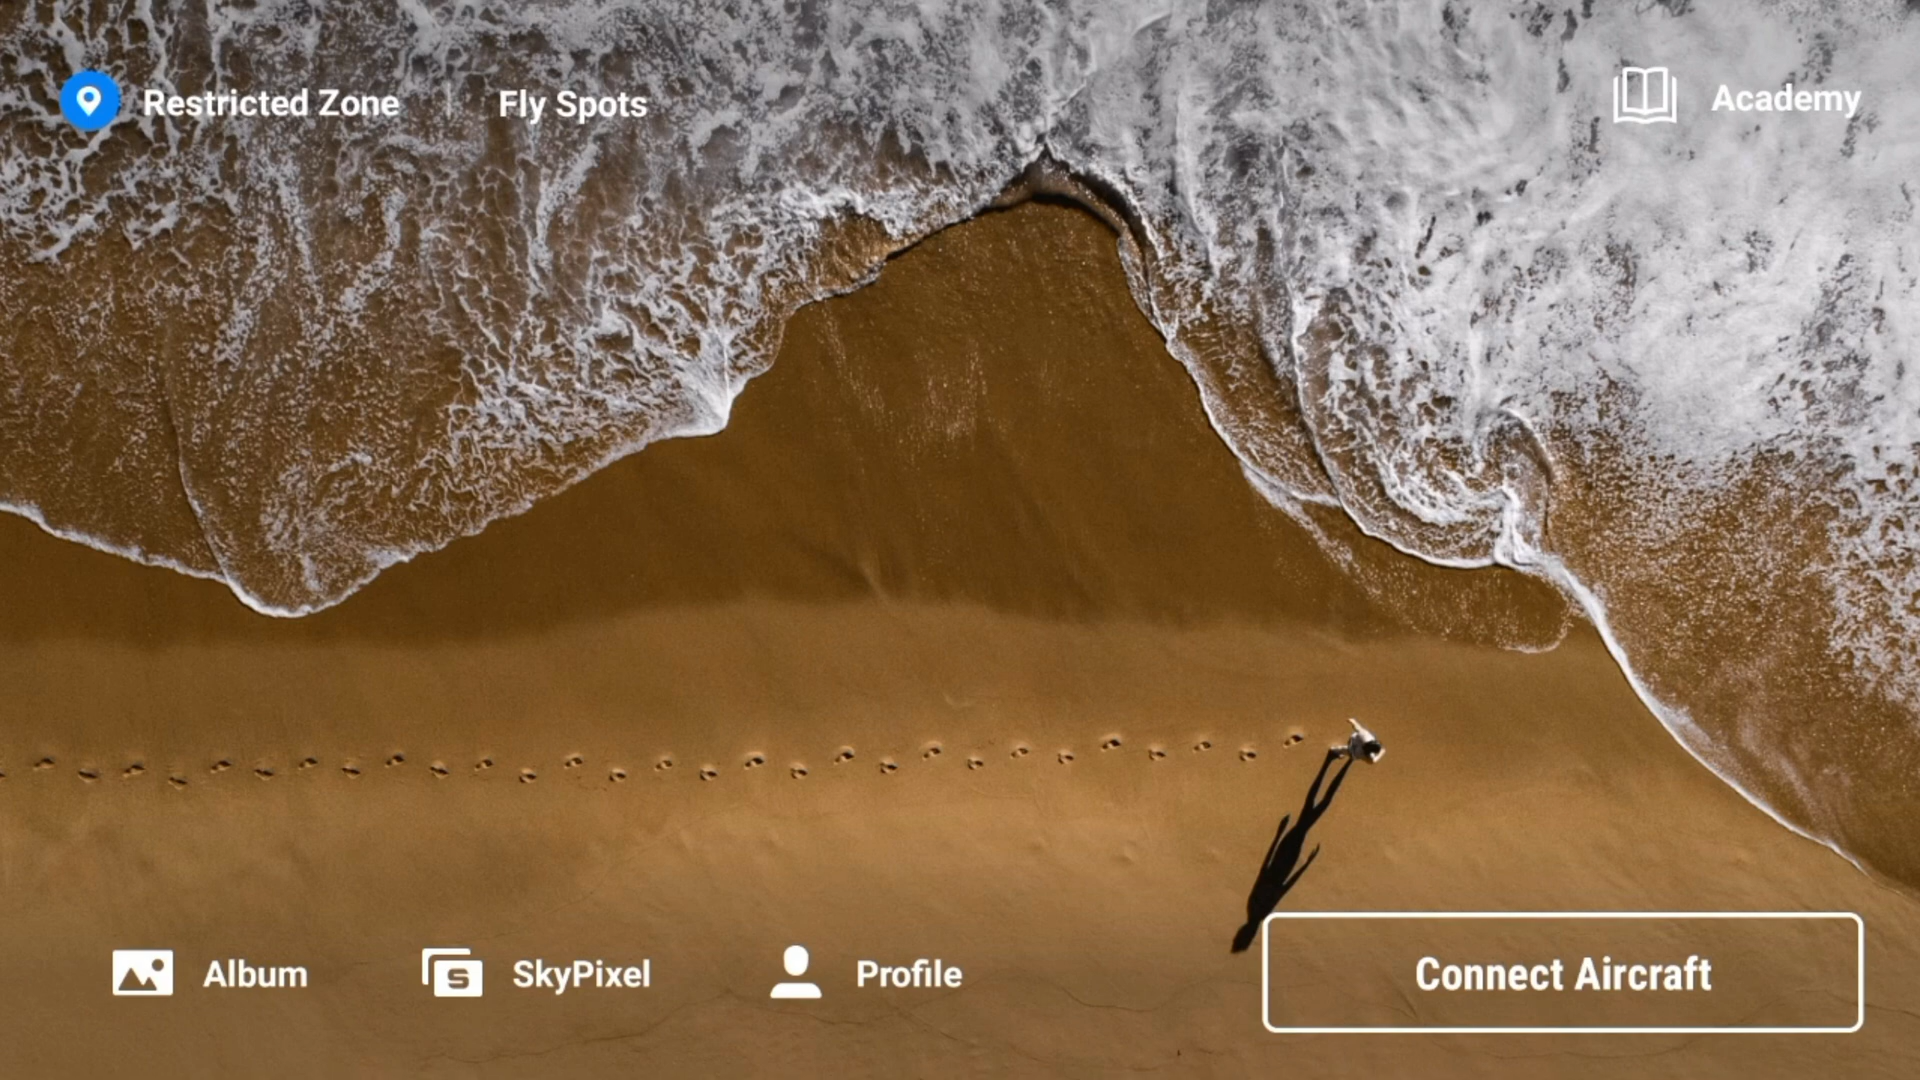 Restricted Zone
Fly Spots
Academy
Album
SkyPixel
Profile
Connect Aircraft